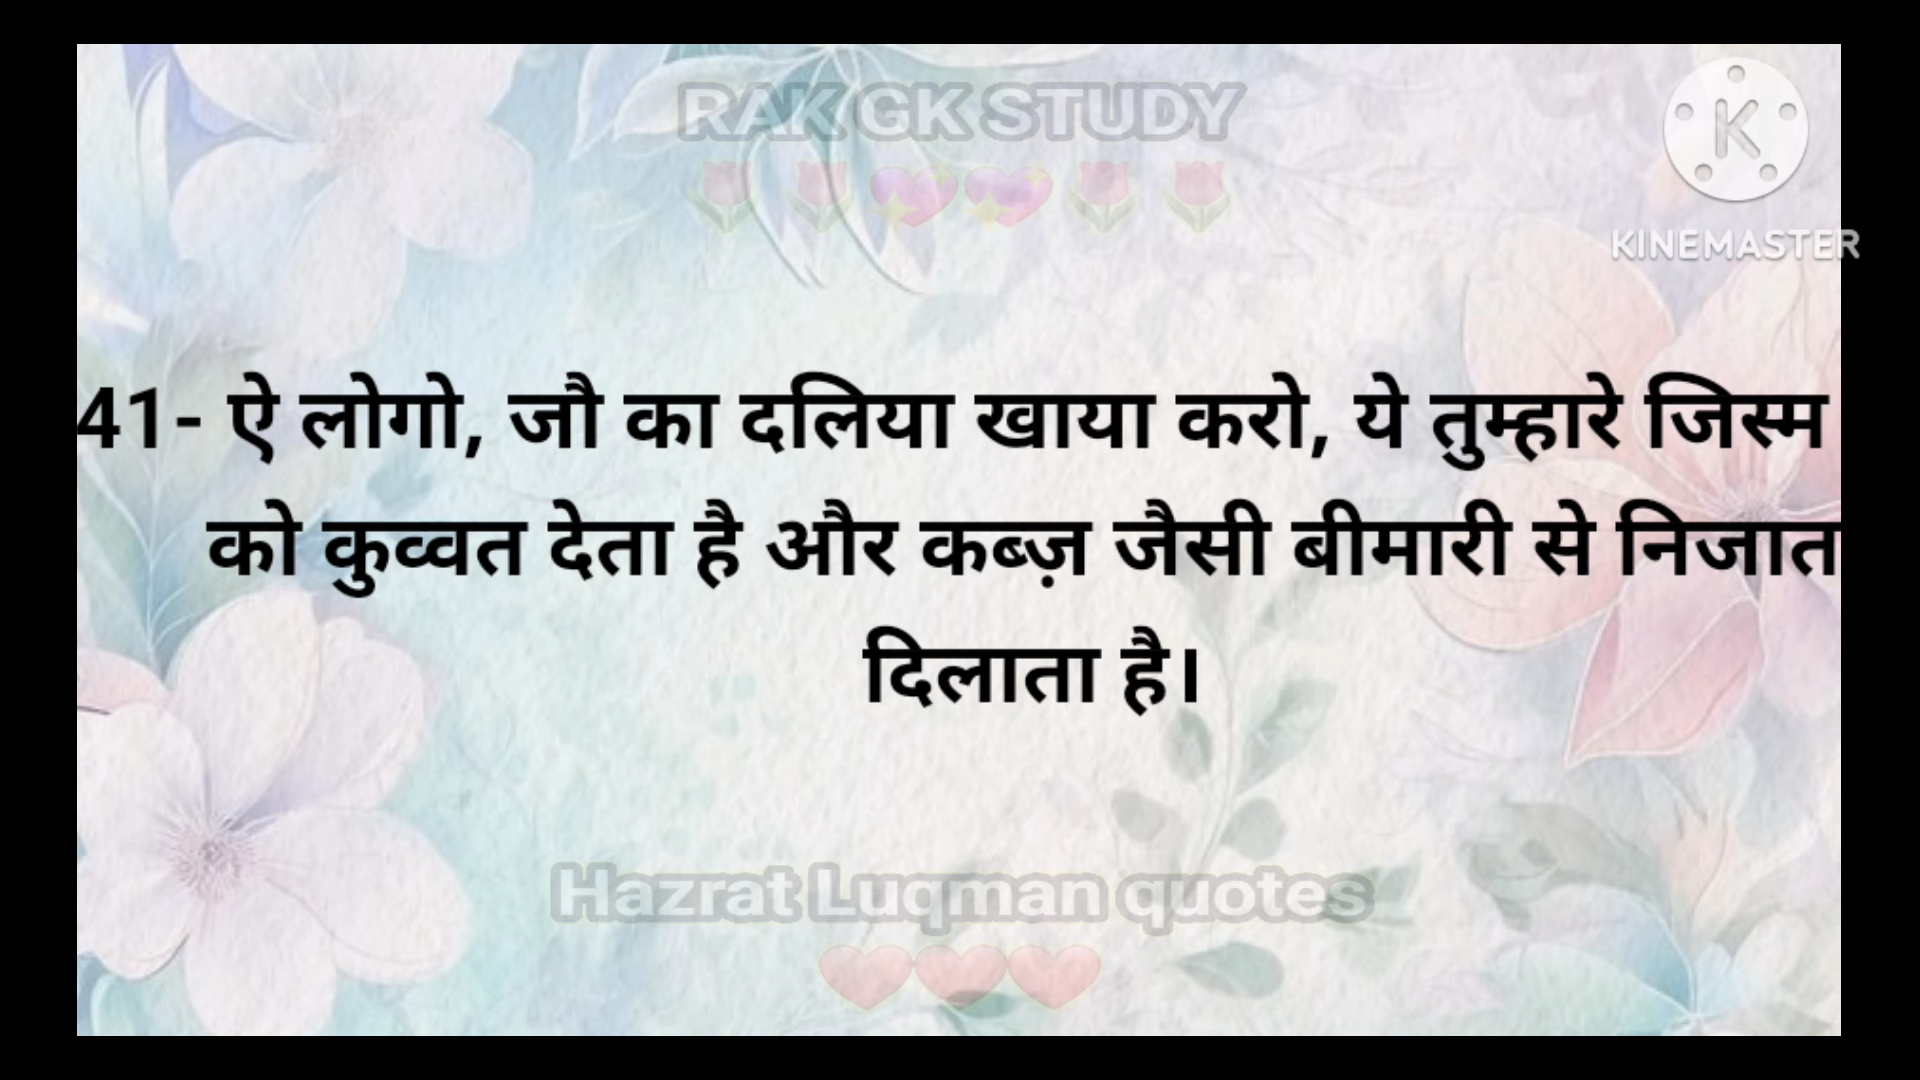 RAK GK STUDY
🌷🌷💖💖🌷🌷
K
KINEMASTER
41- ऐ लोगो, जौ का दलिया खाया करो, ये तुम्हारे जिस्म
को कुव्वत देता है और कब्ज़ जैसी बीमारी से निजात
दिलाता है।
Hazrat Luqman quotes
❤️❤️❤️